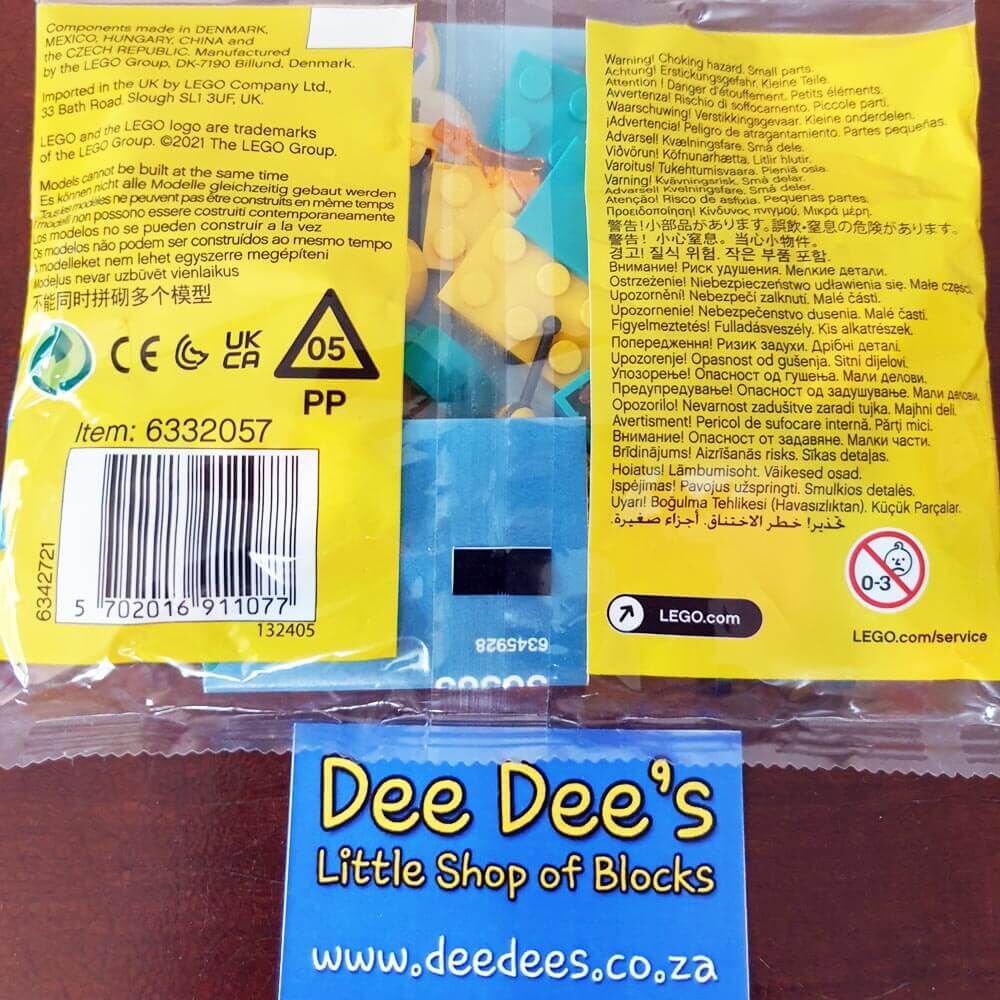 Components made in DENMARK,
MEXICO, HUNGARY, CHINA and
the CZECH REPUBLIC. Manufactured
by the LEGO Group, DK-7190 Billund, Denmark.
Imported in the UK by LEGO Company Ltd.,
33 Bath Road. Slough SL1 3UF, UK.
LEGO and the LEGO logo are trademarks
of the LEGO Group. ©2021 The LEGO Group.
Models cannot be built at the same time
Es können nicht alle Modelle gleichzeitig gebaut werden
Tous les modèles ne peuvent pas être construits en même temps
I modelli non possono essere costruiti contemporaneamente
Los modelos no se pueden construir a la vez
Os modelos não podem ser construídos ao mesmo tempo
A modelleket nem lehet egyszerre megépíteni
Modeļus nevar uzbūvēt vienlaikus
不能同时拼砌多个模型
CE UK
CA
05
PP
Item: 6332057
6342721
5 702016 911077
132405
6345928
Warning! Choking hazard. Small parts.
Achtung! Erstickungsgefahr. Kleine Teile.
Attention ! Danger d'étouffement. Petits éléments.
Avvertenza! Rischio di soffocamento. Piccole parti.
Waarschuwing! Verstikkingsgevaar. Kleine onderdelen.
¡Advertencia! Peligro de atragantamiento. Partes pequeñas.
Advarsel! Kvælningsfare. Små dele.
Viðvörun! Köfnunarhætta. Litlir hlutir.
Varoitus! Tukehtumisvaara. Pieniä osia.
Varning! Kvävningsrisk. Små delar.
Advarsel! Kvelningsfare. Små deler.
Atenção! Risco de asfixia. Pequenas partes.
Προειδοποίηση! Κίνδυνος πνιγμού. Μικρά μέρη.
警告!小部品があります。誤飲・窒息の危険があります。
警告！小心窒息。当心小物件。
경고! 질식 위험. 작은 부품 포함.
Внимание! Риск удушения. Мелкие детали.
Ostrzeżenie! Niebezpieczeństwo udławienia się. Małe części.
Upozornění! Nebezpečí zalknutí. Malé části.
Upozornenie! Nebezpečenstvo dusenia. Malé časti.
Figyelmeztetés! Fulladásveszély. Kis alkatrészek.
Попередження! Ризик задухи. Дрібні деталі.
Upozorenje! Opasnost od gušenja. Sitni dijelovi.
Упозорење! Опасност од гушења. Мали делови.
Предупредување! Опасност од задушување. Мали делови.
Opozorilo! Nevarnost zadušitve zaradi tujka. Majhni deli.
Avertisment! Pericol de sufocare internă. Părţi mici.
Внимание! Опасност от задавяне. Малки части.
Brīdinājums! Aizrīšanās risks. Sīkas detaļas.
Hoiatus! Lämbumisoht. Väikesed osad.
Įspėjimas! Pavojus užspringti. Smulkios detalės.
Uyarı! Boğulma Tehlikesi (Havasızlıktan). Küçük Parçalar.
تحذير! خطر الاختناق. أجزاء صغيرة.
0-3
LEGO.com
LEGO.com/service
Dee Dee's
Little Shop of Blocks
www.deedees.co.za